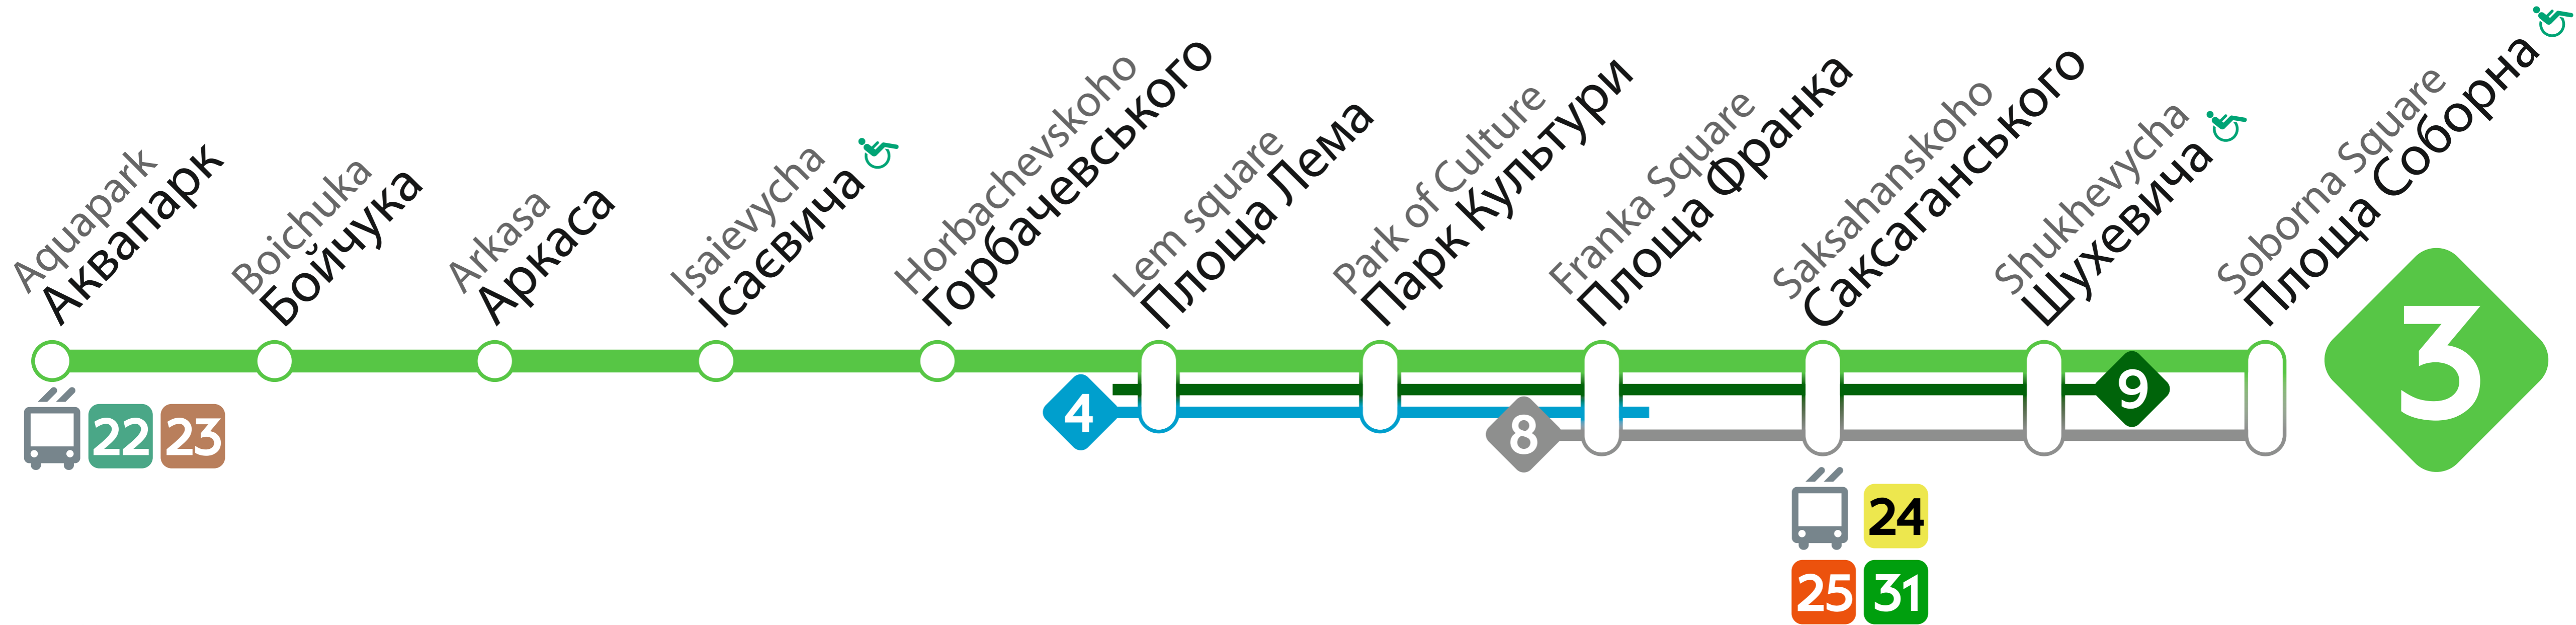 Aquapark
Аквапарк
Boichuka
Бойчука
Arkasa
Аркаса
Isaievycha
Ісаєвича
Horbachevskoho
Горбачевського
Lem square
Площа Лема
Park of Culture
Парк Культури
Franka Square
Площа Франка
Saksahanskoho
Саксаганського
Shukhevycha
Шухевича
Soborna Square
Площа Соборна
3
9
4
8
22 23
24
25 31